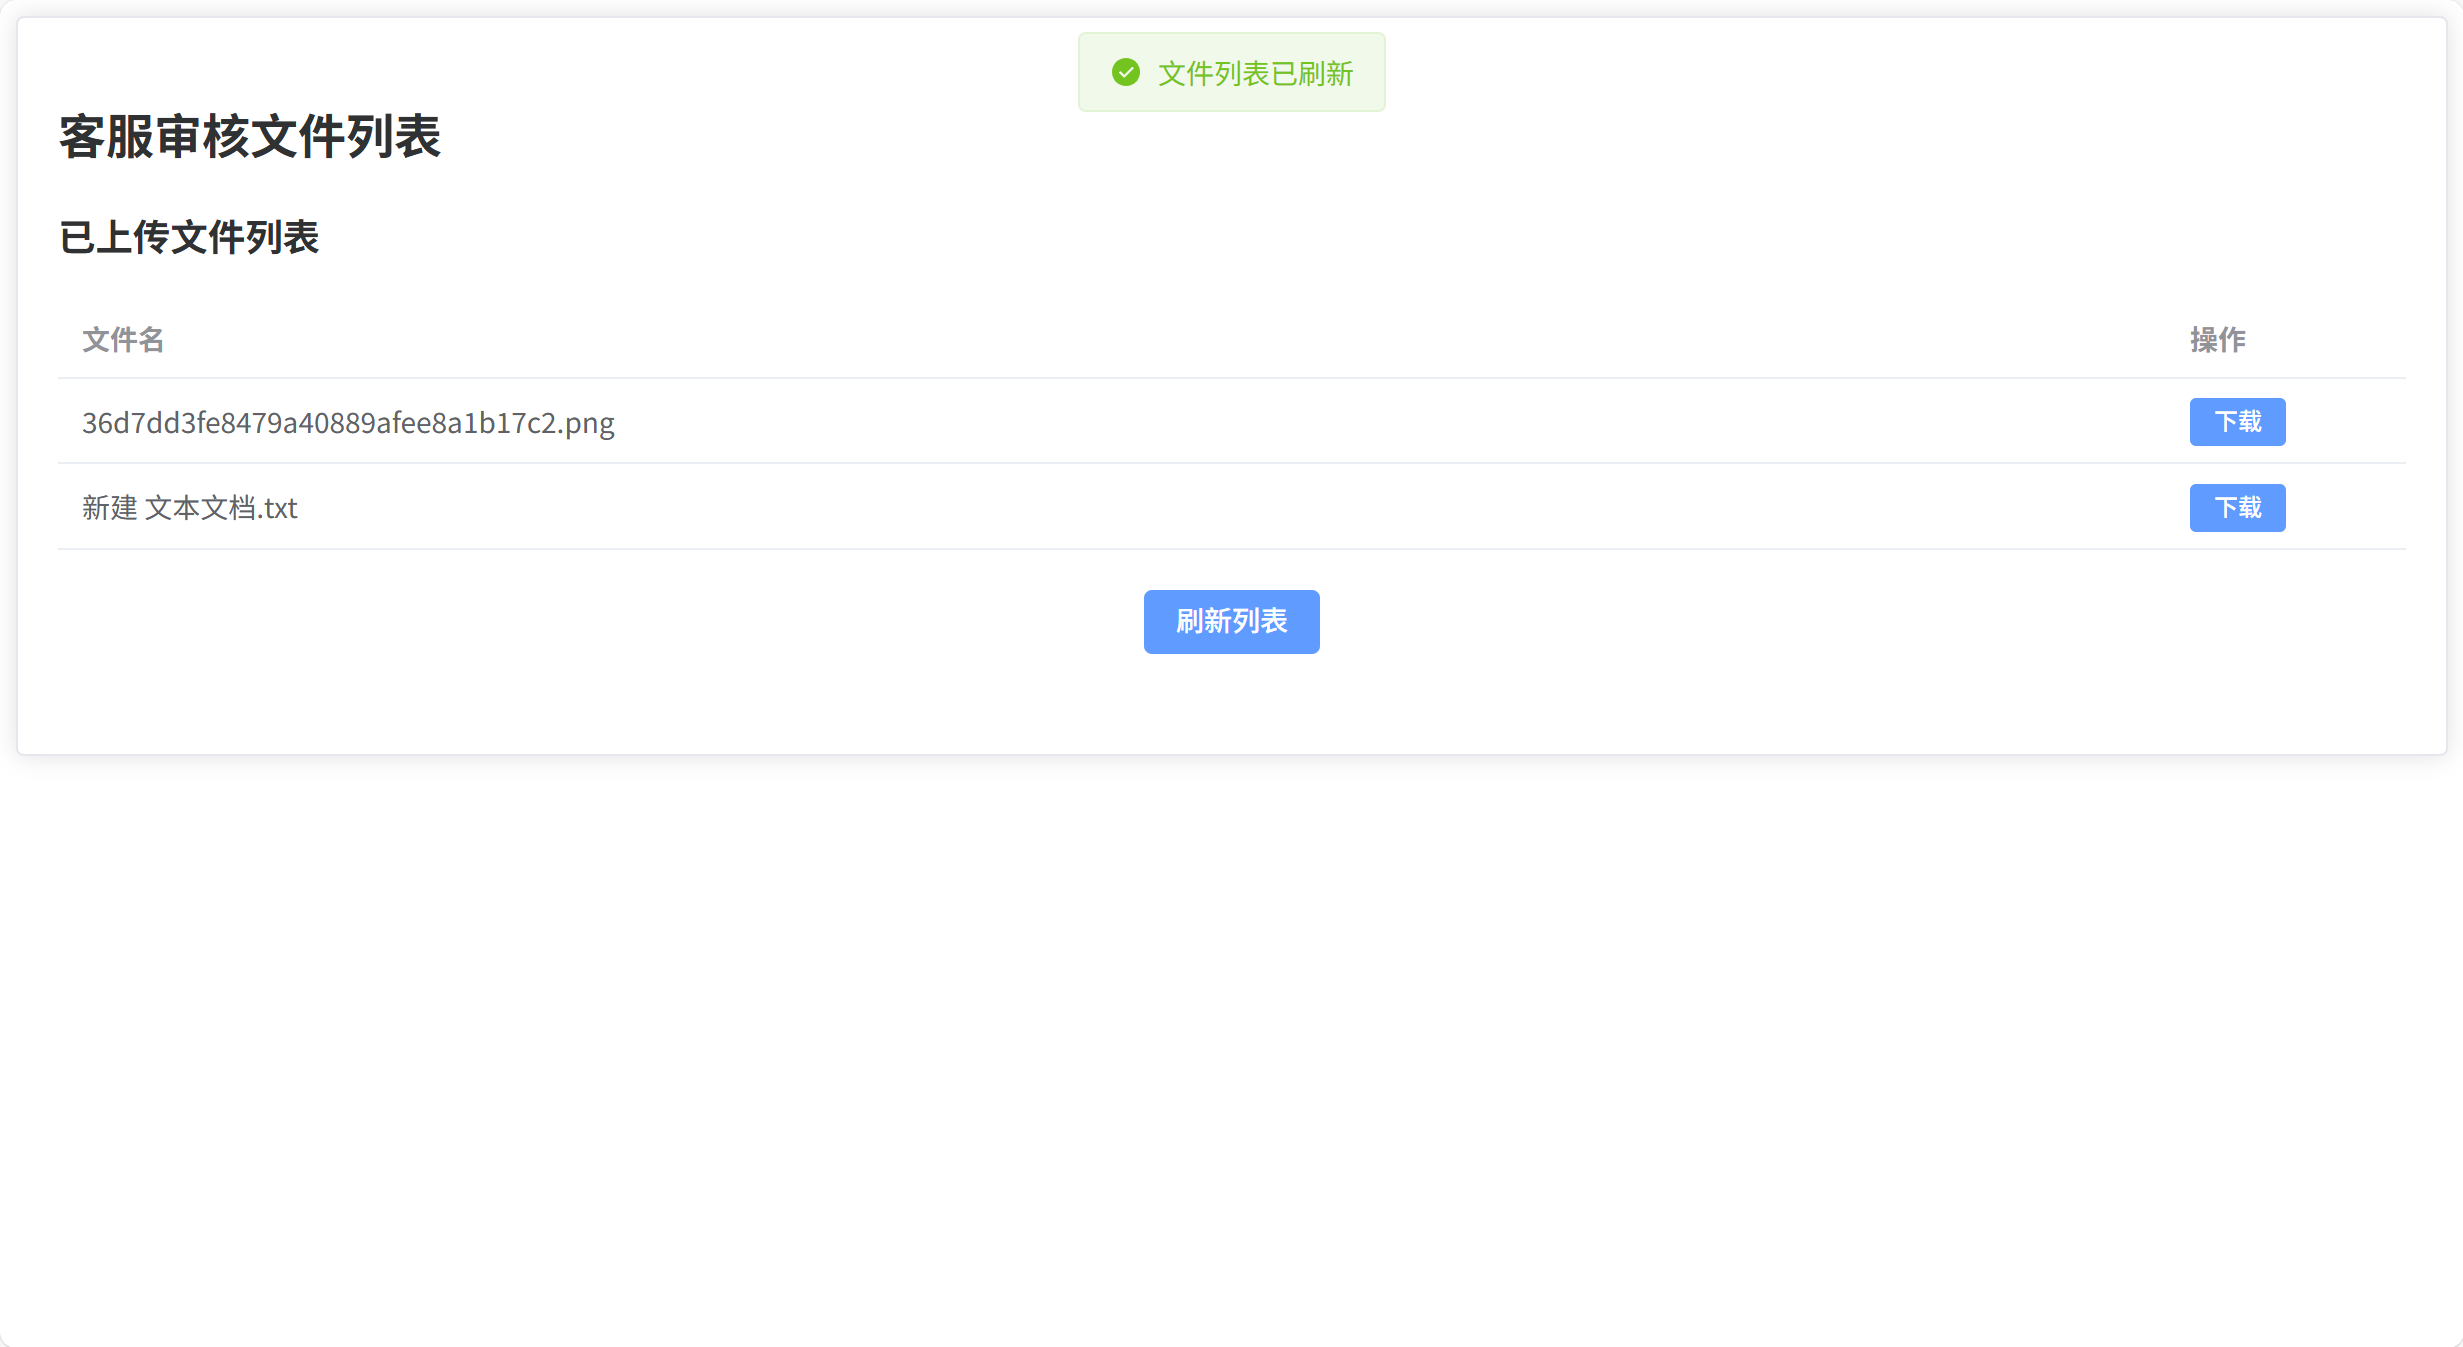 文件列表已刷新
客服审核文件列表
已上传文件列表
文件名 操作
36d7dd3fe8479a40889afee8a1b17c2.png 下载
新建 文本文档.txt 下载
刷新列表